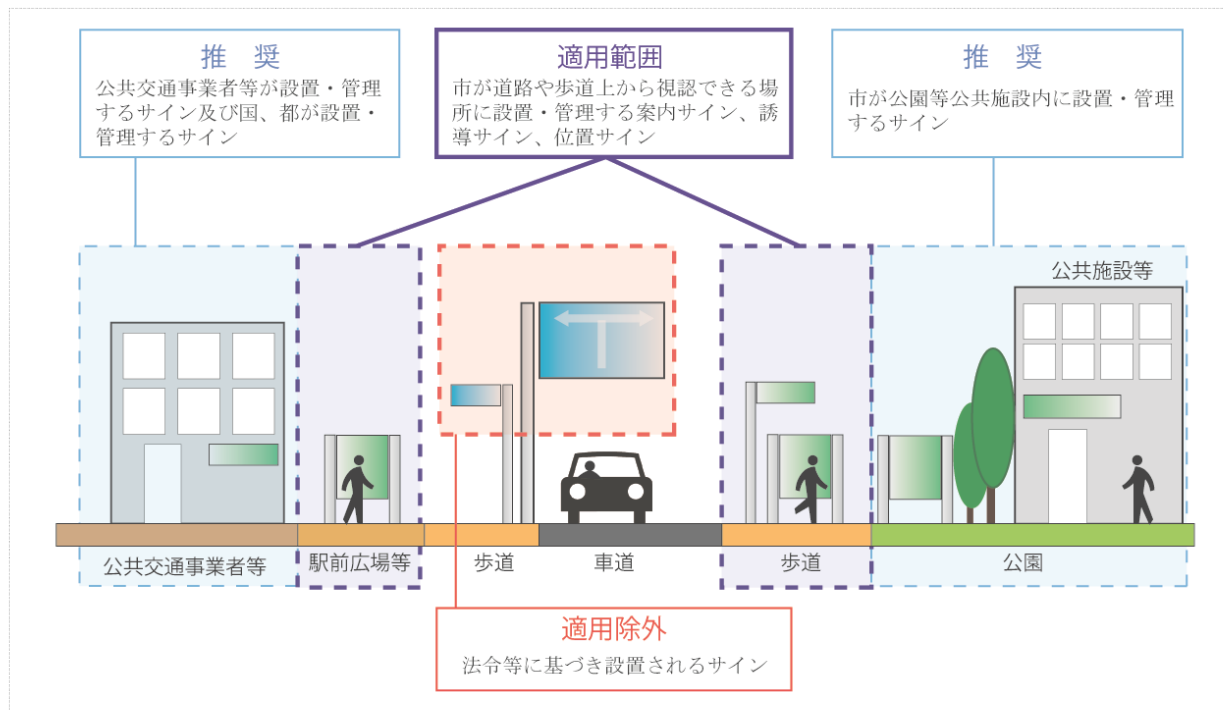 推　奨
公共交通事業者等が設置・管理
するサイン及び国、都が設置・
管理するサイン
適用範囲
市が道路や歩道上から視認できる場
所に設置・管理する案内サイン、誘
導サイン、位置サイン
推　奨
市が公園等公共施設内に設置・管理
するサイン
公共施設等
公共交通事業者等
駅前広場等
歩道
車道
歩道
公園
適用除外
法令等に基づき設置されるサイン